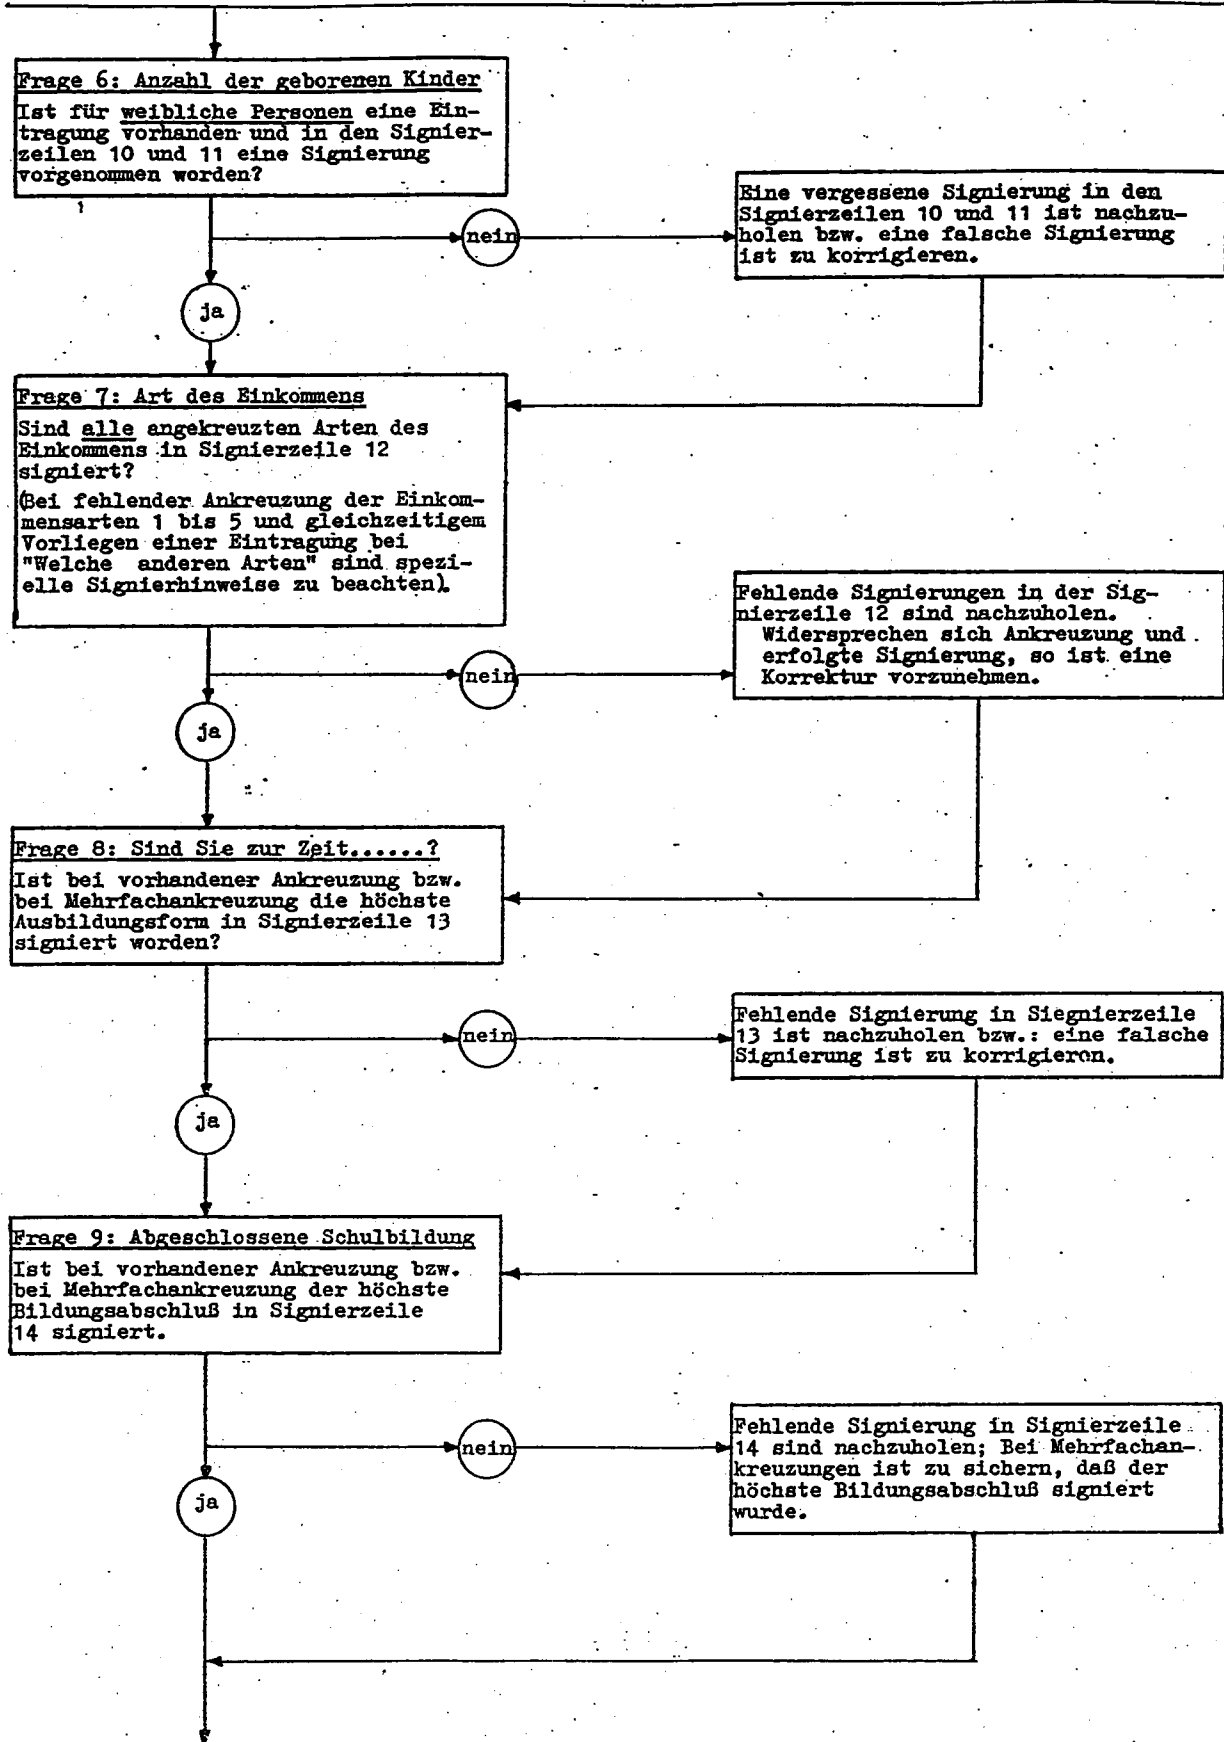 Frage 6: Anzahl der geborenen Kinder
Ist für weibliche Personen eine Ein-
tragung vorhanden und in den Signier-
zeilen 10 und 11 eine Signierung
vorgenommen worden?
nein
Eine vergessene Signierung in den
Signierzeilen 10 und 11 ist nachzu-
holen bzw. eine falsche Signierung
ist zu korrigieren.
ja
Frage 7: Art des Einkommens
Sind alle angekreuzten Arten des
Einkommens in Signierzeile 12
signiert?
(Bei fehlender Ankreuzung der Einkom-
mensarten 1 bis 5 und gleichzeitigem
Vorliegen einer Eintragung bei
"Welche anderen Arten" sind spezi-
elle Signierhinweise zu beachten).
nein
Fehlende Signierungen in der Sig-
nierzeile 12 sind nachzuholen.
Widersprechen sich Ankreuzung und
erfolgte Signierung, so ist eine
Korrektur vorzunehmen.
ja
Frage 8: Sind Sie zur Zeit......?
Ist bei vorhandener Ankreuzung bzw.
bei Mehrfachankreuzung die höchste
Ausbildungsform in Signierzeile 13
signiert worden?
nein
Fehlende Signierung in Siegnierzeile
13 ist nachzuholen bzw.: eine falsche
Signierung ist zu korrigieren.
ja
Frage 9: Abgeschlossene Schulbildung
Ist bei vorhandener Ankreuzung bzw.
bei Mehrfachankreuzung der höchste
Bildungsabschluß in Signierzeile
14 signiert.
nein
Fehlende Signierung in Signierzeile
14 sind nachzuholen; Bei Mehrfachan-
kreuzungen ist zu sichern, daß der
höchste Bildungsabschluß signiert
wurde.
ja